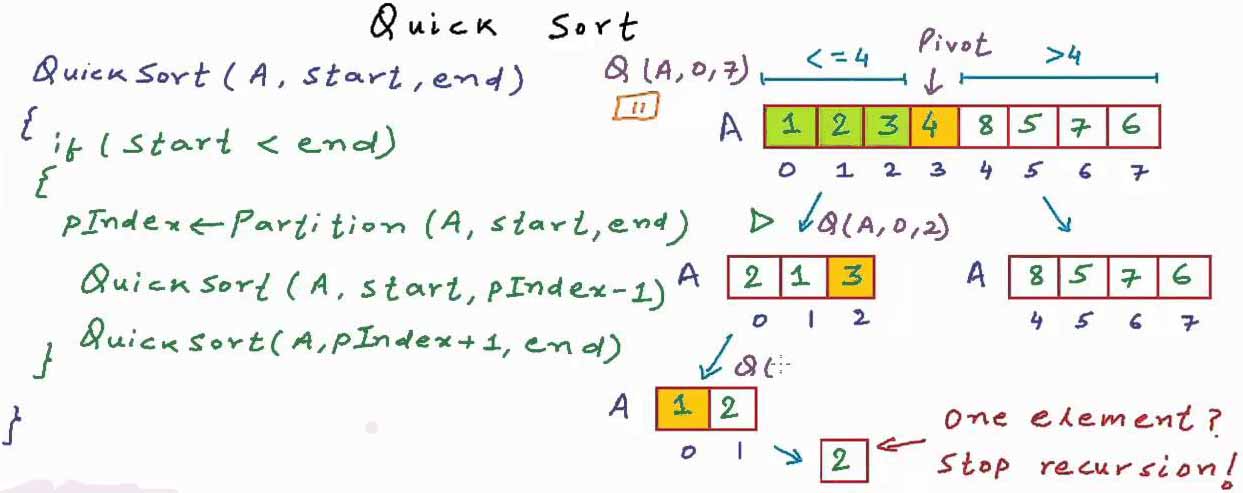 Quick Sort
QuickSort(A, start, end)
{
if (start < end)
{
pIndex ← Partition (A, start, end)
QuickSort (A, start, pIndex-1)
QuickSort(A, pIndex+1, end)
}
}
Q(A,0,7)
11
<=4
Pivot
>4
A
1 2 3 4 8 5 7 6
0 1 2 3 4 5 6 7
Q(A,0,2)
A
2 1 3
0 1 2
A
8 5 7 6
4 5 6 7
Q(
A
1 2
0 1
2
One element?
Stop recursion!